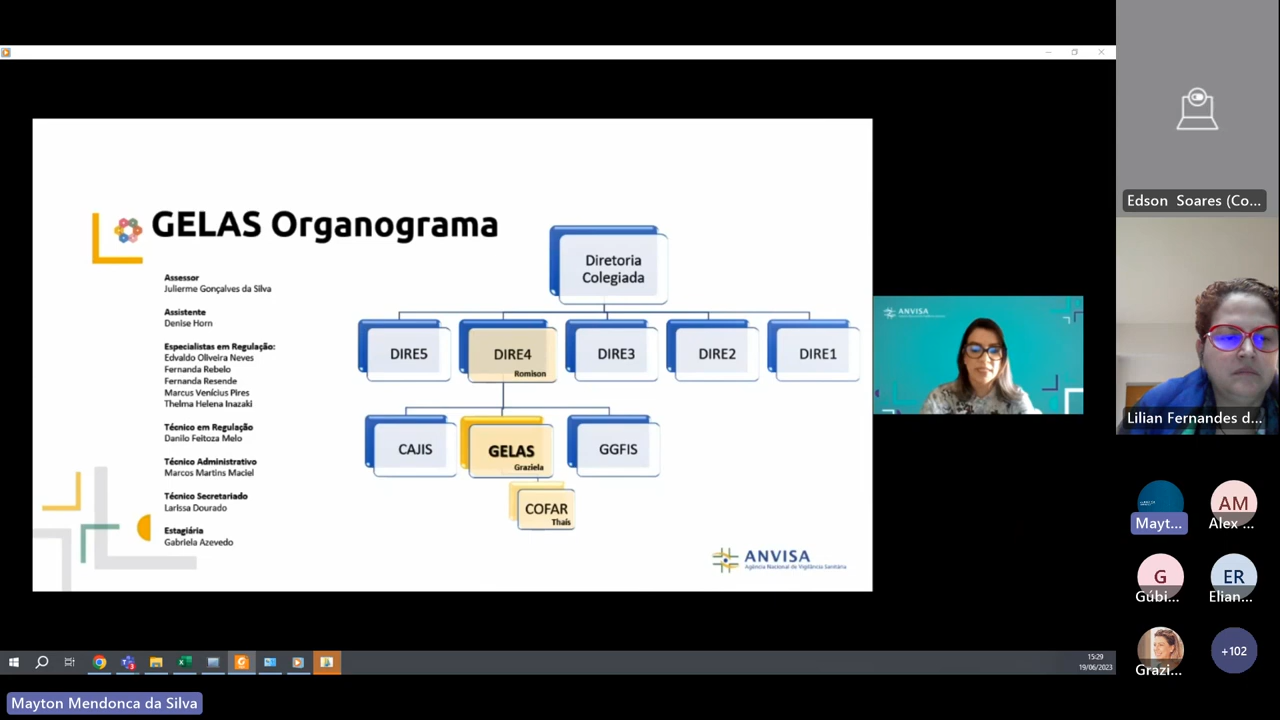 GELAS Organograma
Assessor
Julierme Gonçalves da Silva
Assistente
Denise Horn
Especialistas em Regulação:
Edvaldo Oliveira Neves
Fernanda Rebelo
Fernanda Resende
Marcus Venícius Pires
Thelma Helena Inazaki
Técnico em Regulação
Danilo Feitoza Melo
Técnico Administrativo
Marcos Martins Maciel
Técnico Secretariado
Larissa Dourado
Estagiária
Gabriela Azevedo
Diretoria
Colegiada
DIRE5
DIRE4
Romison
DIRE3
DIRE2
DIRE1
CAJIS
GELAS
Graziela
GGFIS
COFAR
Thaís
ANVISA
Agência Nacional de Vigilância Sanitária
ANVISA
Edson Soares (Co...
Lilian Fernandes d...
Mayt...
AM
Alex ...
G
Gúbi...
ER
Elian...
Grazi...
+102
15:29
19/06/2023
Mayton Mendonca da Silva